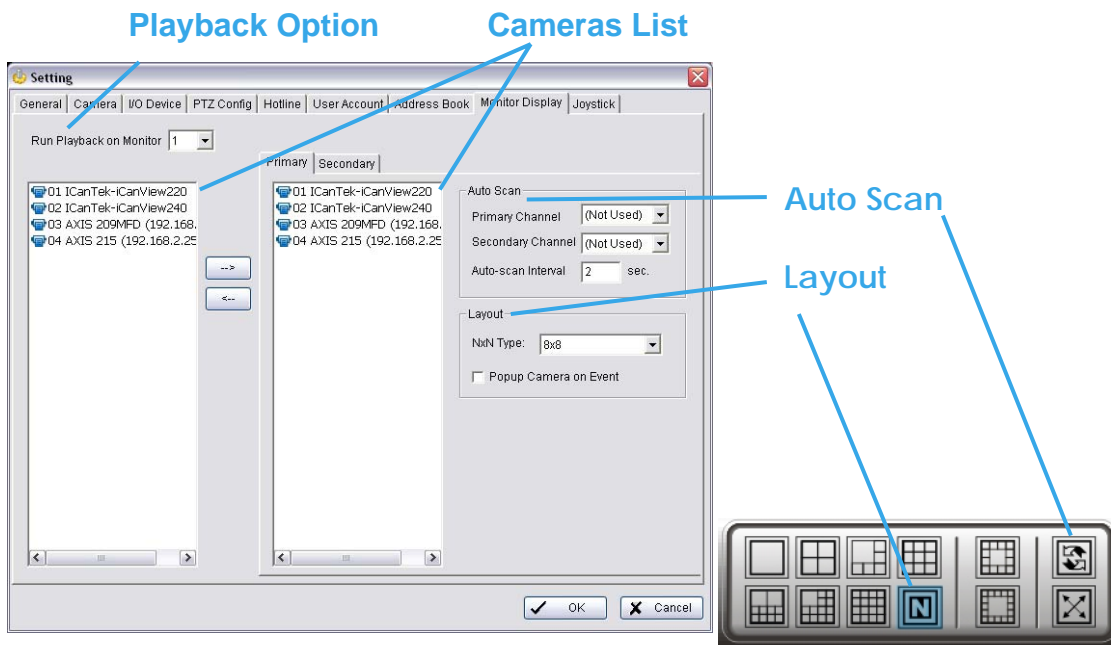 Playback Option
Cameras List
Setting
General
Camera
I/O Device
PTZ Config
Hotline
User Account
Address Book
Monitor Display
Joystick
Run Playback on Monitor 1
Primary
Secondary
01 ICanTek-iCanView220
02 ICanTek-iCanView240
03 AXIS 209MFD (192.168.
04 AXIS 215 (192.168.2.25
-->
<--
01 ICanTek-iCanView220
02 ICanTek-iCanView240
03 AXIS 209MFD (192.168.
04 AXIS 215 (192.168.2.25
Auto Scan
Primary Channel (Not Used)
Secondary Channel (Not Used)
Auto-scan Interval 2 sec.
Layout
NxN Type: 8x8
Popup Camera on Event
OK
Cancel
Auto Scan
Layout
N